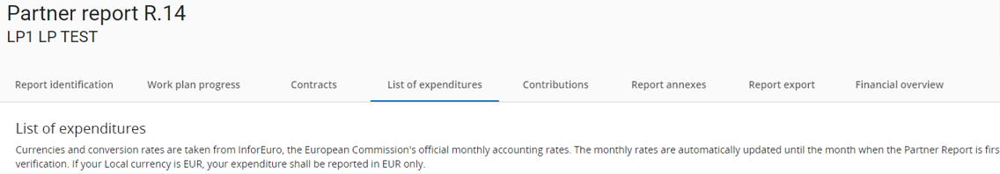 Partner report R.14
LP1 LP TEST
Report identification Work plan progress Contracts List of expenditures Contributions Report annexes Report export Financial overview
List of expenditures
Currencies and conversion rates are taken from InforEuro, the European Commission's official monthly accounting rates. The monthly rates are automatically updated until the month when the Partner Report is firs
verification. If your Local currency is EUR, your expenditure shall be reported in EUR only.